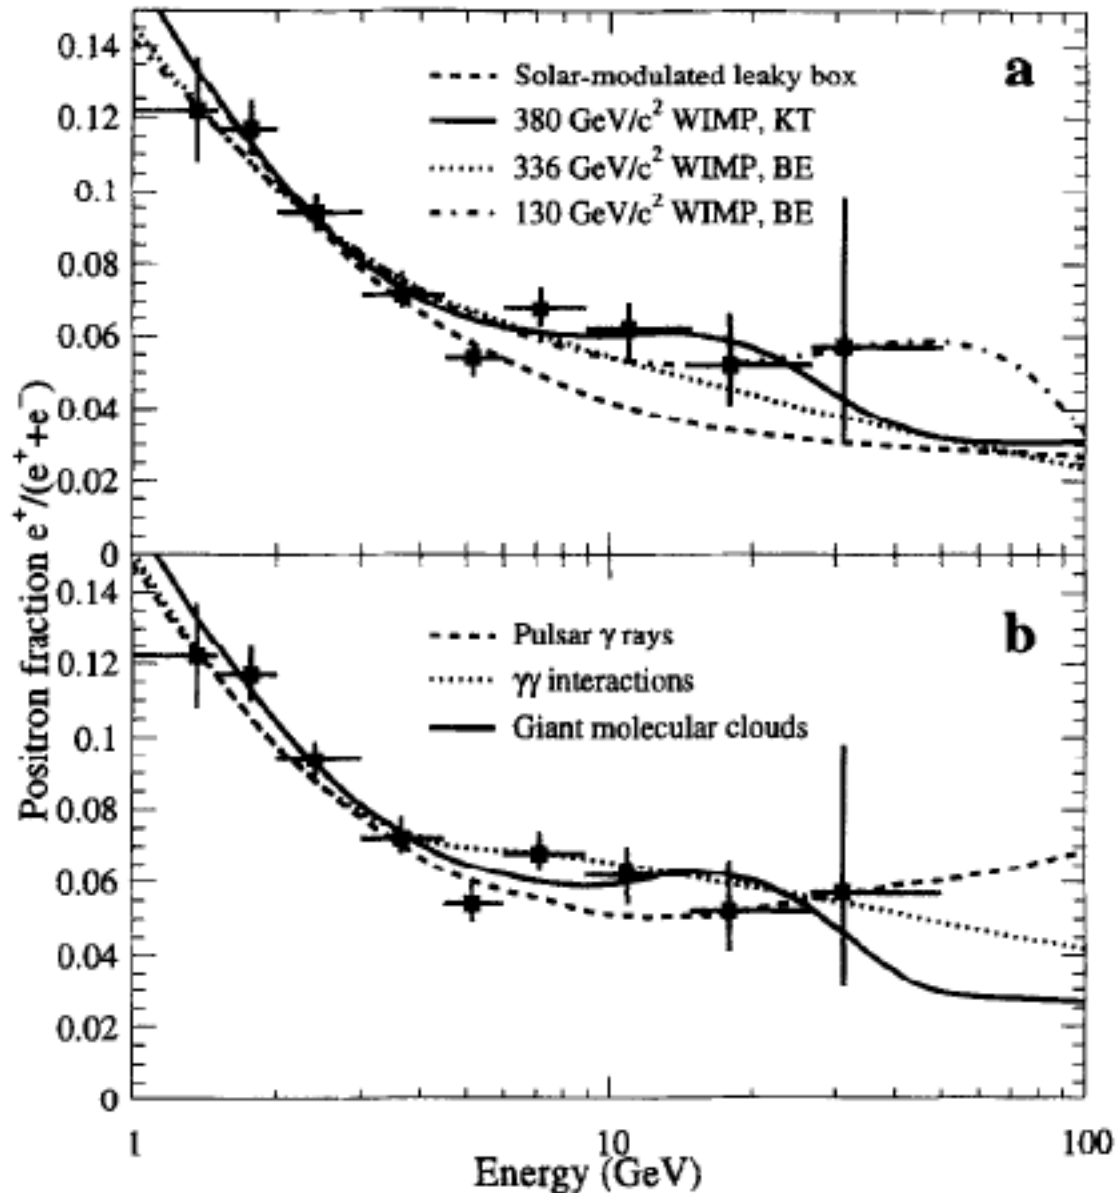 a
Solar-modulated leaky box
380 GeV/c² WIMP, KT
336 GeV/c² WIMP, BE
130 GeV/c² WIMP, BE
0.14
0.12
0.1
0.08
0.06
0.04
0.02
0
Positron fraction e⁺/(e⁺+e⁻)
b
Pulsar γ rays
γγ interactions
Giant molecular clouds
0.14
0.12
0.1
0.08
0.06
0.04
0.02
0
1
10
100
Energy (GeV)